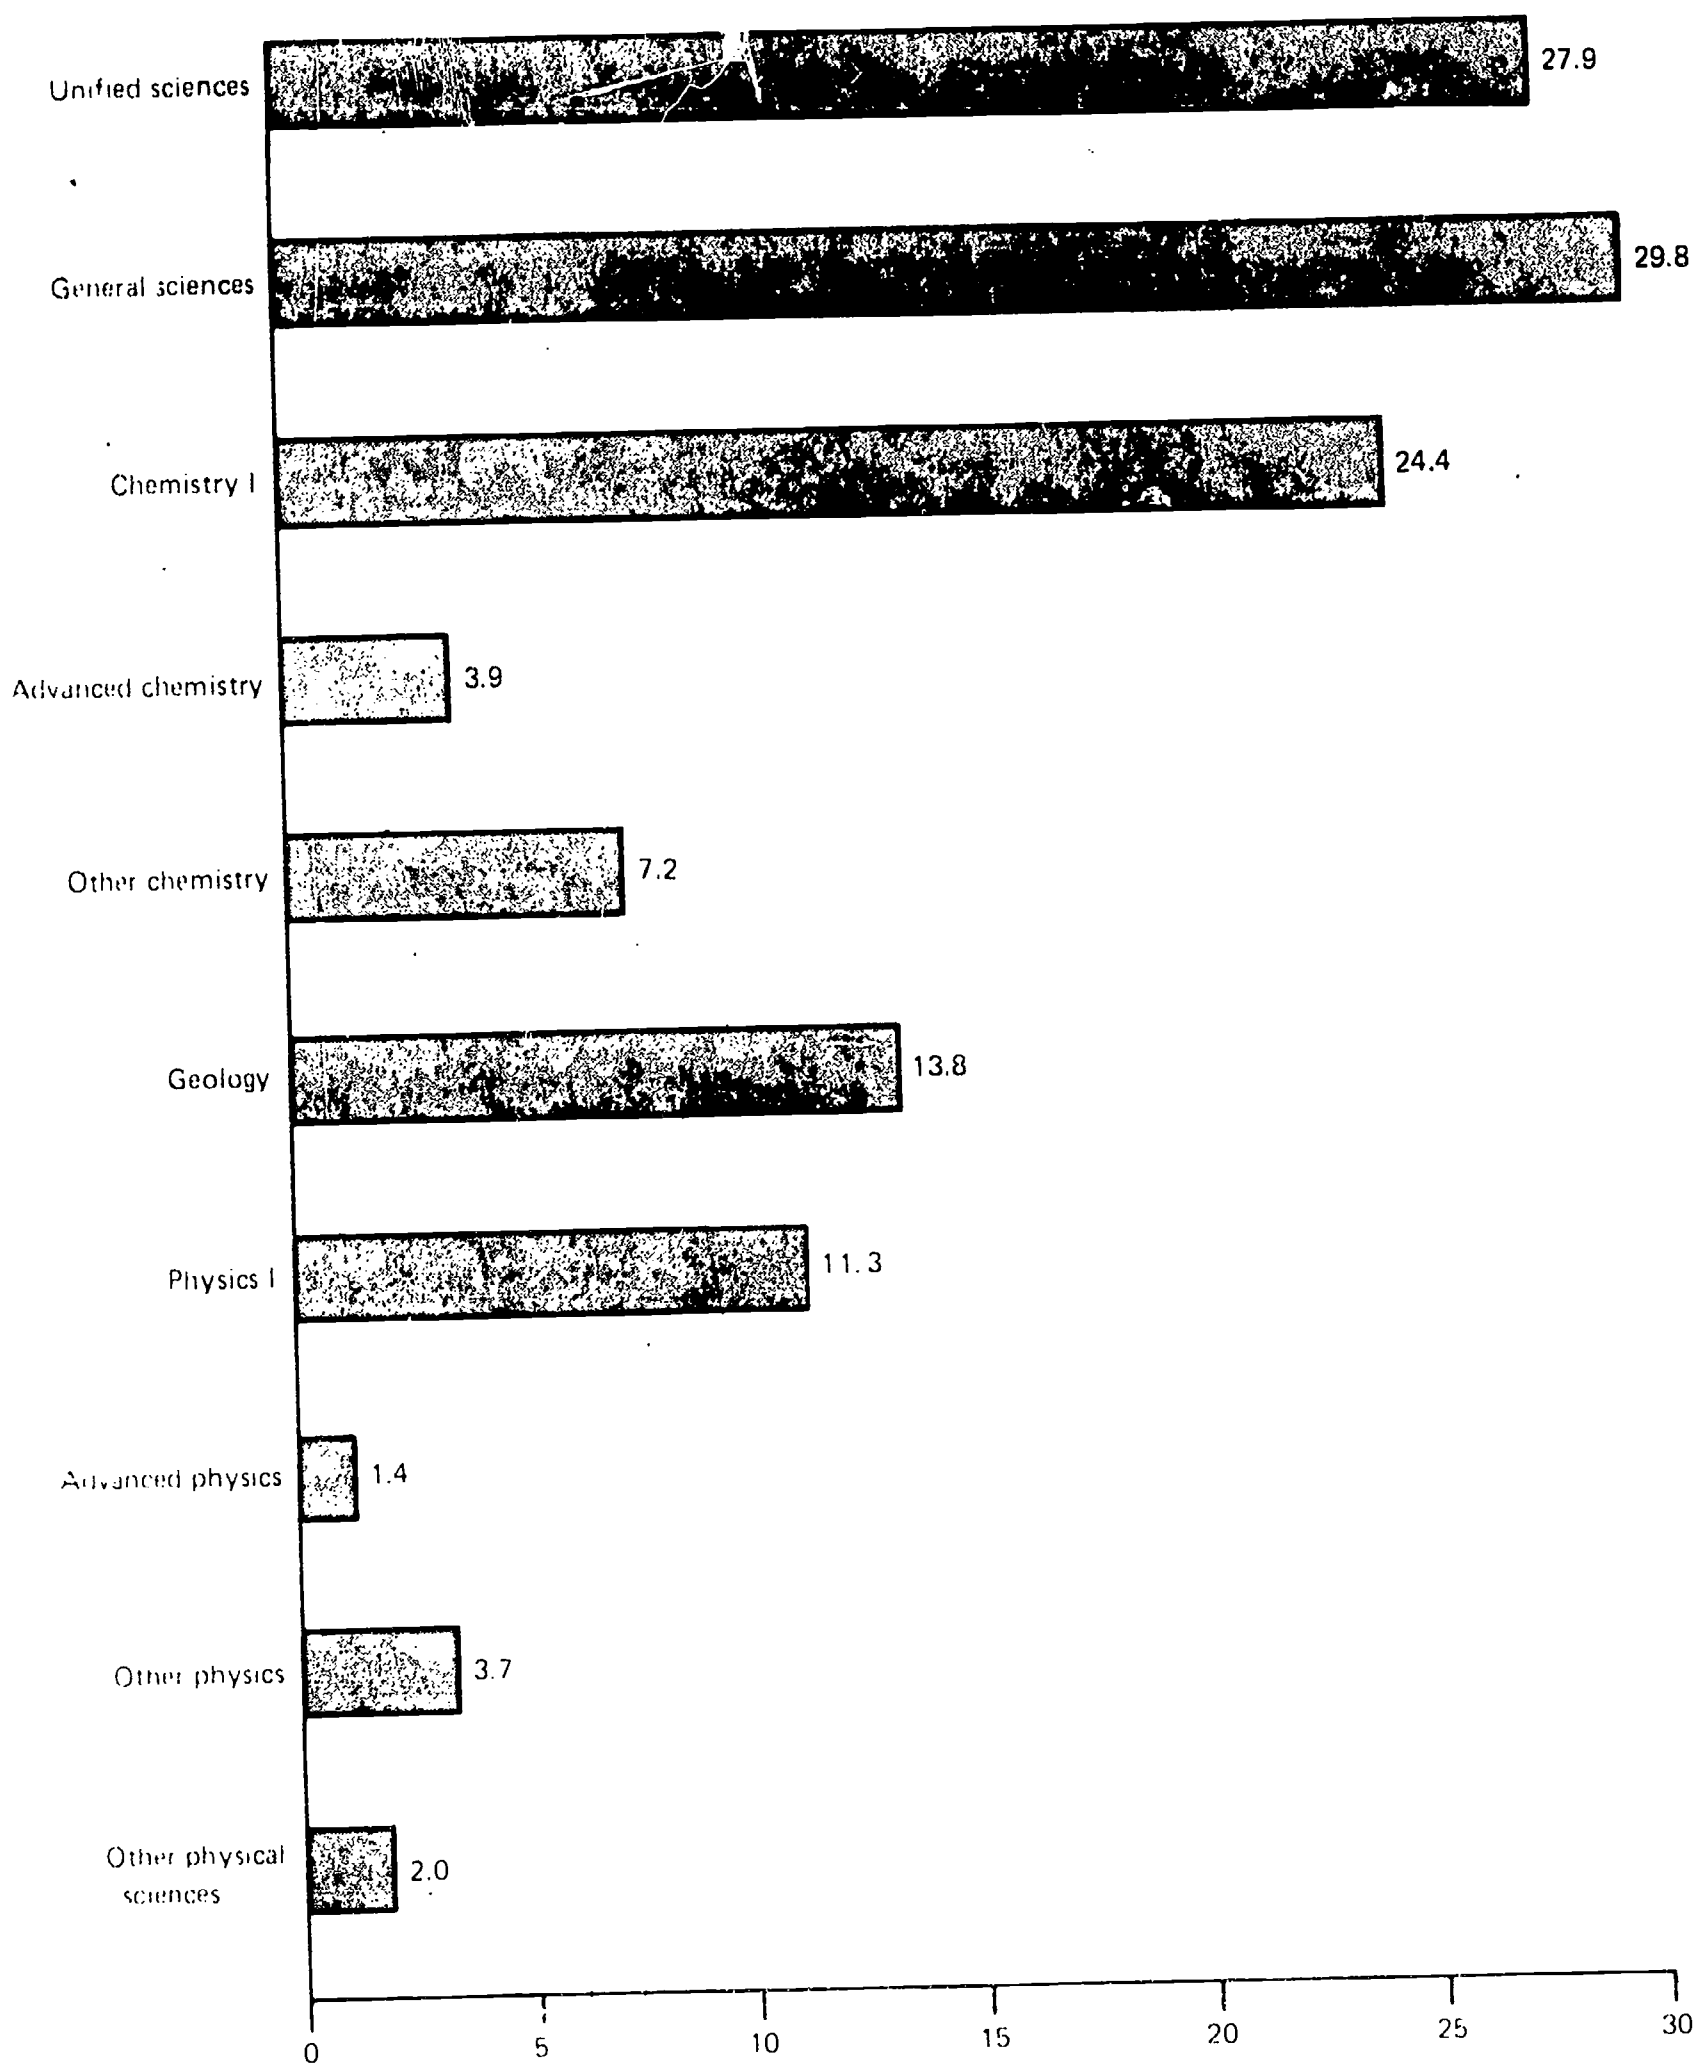 Unified sciences 27.9
General sciences 29.8
Chemistry I 24.4
Advanced chemistry 3.9
Other chemistry 7.2
Geology 13.8
Physics I 11.3
Advanced physics 1.4
Other physics 3.7
Other physical 2.0
sciences
0 5 10 15 20 25 30